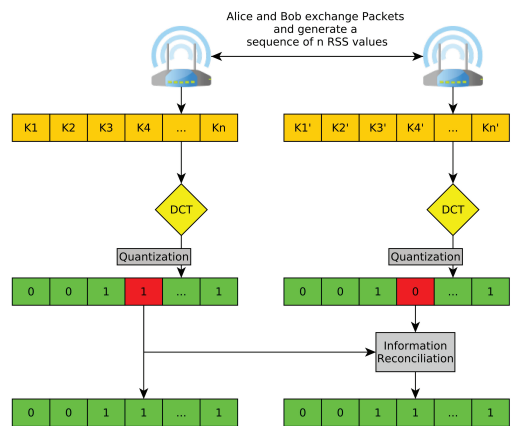 Alice and Bob exchange Packets
and generate a
sequence of n RSS values
K1 K2 K3 K4 ... Kn
K1' K2' K3' K4' ... Kn'
DCT
DCT
Quantization
Quantization
0 0 1 1 ... 1
0 0 1 0 ... 1
Information
Reconciliation
0 0 1 1 ... 1
0 0 1 1 ... 1